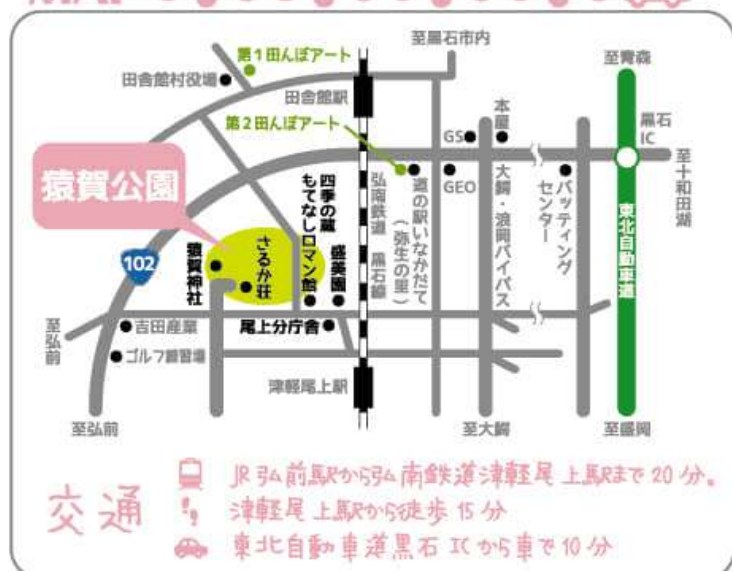 至黒石市内
至青森
第1田んぼアート
田舎館村役場
田舎館駅
本屋
黒石
IC
第2田んぼアート
GS
GEO
至十和田湖
猿賀公園
四季の蔵
もてなしロマン館
盛美園
弘南鉄道 黒石線
道の駅いなかだて
(弥生の里)
大鰐・浪岡バイパス
バッティング
センター
東北自動車道
102
猿賀神社
さるか荘
至弘前
吉田産業
尾上分庁舎
ゴルフ練習場
津軽尾上駅
至弘前
至大鰐
至盛岡
交通
JR弘前駅から弘南鉄道津軽尾上駅まで20分。
津軽尾上駅から徒歩15分
東北自動車道黒石ICから車で10分